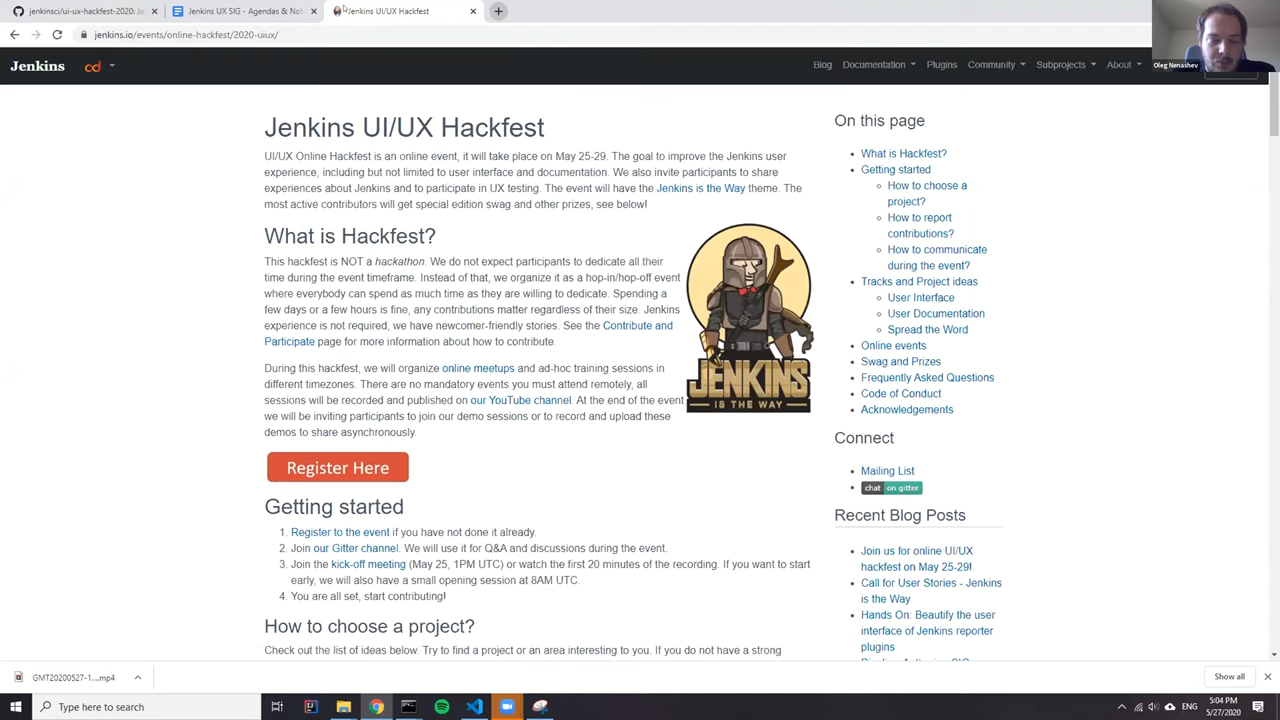 jenkinsci/ui-ux-hackfest-2020: Je
Jenkins UX SIG - Agendas & Not
Jenkins UI/UX Hackfest
jenkins.io/events/online-hackfest/2020-uiux/
Oleg Nenashev
Jenkins
cd
Blog
Documentation
Plugins
Community
Subprojects
About
Jenkins UI/UX Hackfest
UI/UX Online Hackfest is an online event, it will take place on May 25-29. The goal to improve the Jenkins user
experience, including but not limited to user interface and documentation. We also invite participants to share
experiences about Jenkins and to participate in UX testing. The event will have the Jenkins is the Way theme. The
most active contributors will get special edition swag and other prizes, see below!
What is Hackfest?
This hackfest is NOT a hackathon. We do not expect participants to dedicate all their
time during the event timeframe. Instead of that, we organize it as a hop-in/hop-off event
where everybody can spend as much time as they are willing to dedicate. Spending a
few days or a few hours is fine, any contributions matter regardless of their size. Jenkins
experience is not required, we have newcomer-friendly stories. See the Contribute and
Participate page for more information about how to contribute.
During this hackfest, we will organize online meetups and ad-hoc training sessions in
different timezones. There are no mandatory events you must attend remotely, all
sessions will be recorded and published on our YouTube channel. At the end of the event
we will be inviting participants to join our demo sessions or to record and upload these
demos to share asynchronously.
JENKINS
IS THE WAY
Register Here
Getting started
1. Register to the event if you have not done it already.
2. Join our Gitter channel. We will use it for Q&A and discussions during the event.
3. Join the kick-off meeting (May 25, 1PM UTC) or watch the first 20 minutes of the recording. If you want to start
early, we will also have a small opening session at 8AM UTC.
4. You are all set, start contributing!
How to choose a project?
Check out the list of ideas below. Try to find a project or an area interesting to you. If you do not have a strong
On this page
What is Hackfest?
Getting started
How to choose a
project?
How to report
contributions?
How to communicate
during the event?
Tracks and Project ideas
User Interface
User Documentation
Spread the Word
Online events
Swag and Prizes
Frequently Asked Questions
Code of Conduct
Acknowledgements
Connect
Mailing List
chat on gitter
Recent Blog Posts
Join us for online UI/UX
hackfest on May 25-29!
Call for User Stories - Jenkins
is the Way
Hands On: Beautify the user
interface of Jenkins reporter
plugins
GMT20200527-1....mp4
Show all
Type here to search
ENG
5:04 PM
5/27/2020